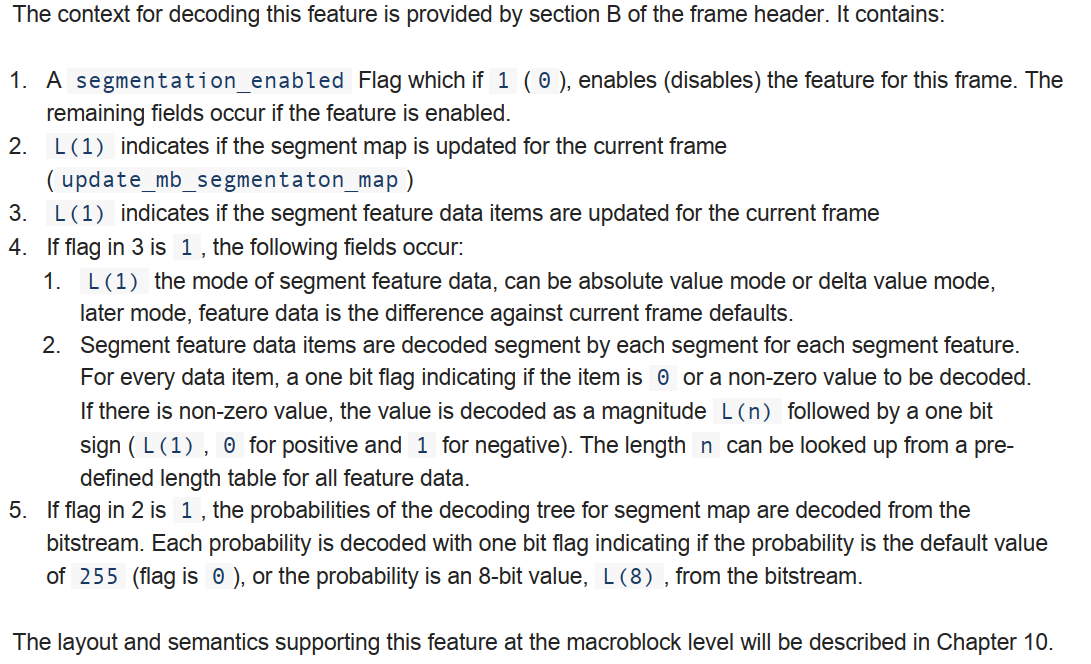 The context for decoding this feature is provided by section B of the frame header. It contains:
1. A segmentation_enabled Flag which if 1 ( 0 ), enables (disables) the feature for this frame. The
remaining fields occur if the feature is enabled.
2. L(1) indicates if the segment map is updated for the current frame
( update_mb_segmentaton_map )
3. L(1) indicates if the segment feature data items are updated for the current frame
4. If flag in 3 is 1 , the following fields occur:
1. L(1) the mode of segment feature data, can be absolute value mode or delta value mode,
later mode, feature data is the difference against current frame defaults.
2. Segment feature data items are decoded segment by each segment for each segment feature.
For every data item, a one bit flag indicating if the item is 0 or a non-zero value to be decoded.
If there is non-zero value, the value is decoded as a magnitude L(n) followed by a one bit
sign ( L(1) , 0 for positive and 1 for negative). The length n can be looked up from a pre-
defined length table for all feature data.
5. If flag in 2 is 1 , the probabilities of the decoding tree for segment map are decoded from the
bitstream. Each probability is decoded with one bit flag indicating if the probability is the default value
of 255 (flag is 0 ), or the probability is an 8-bit value, L(8) , from the bitstream.
The layout and semantics supporting this feature at the macroblock level will be described in Chapter 10.